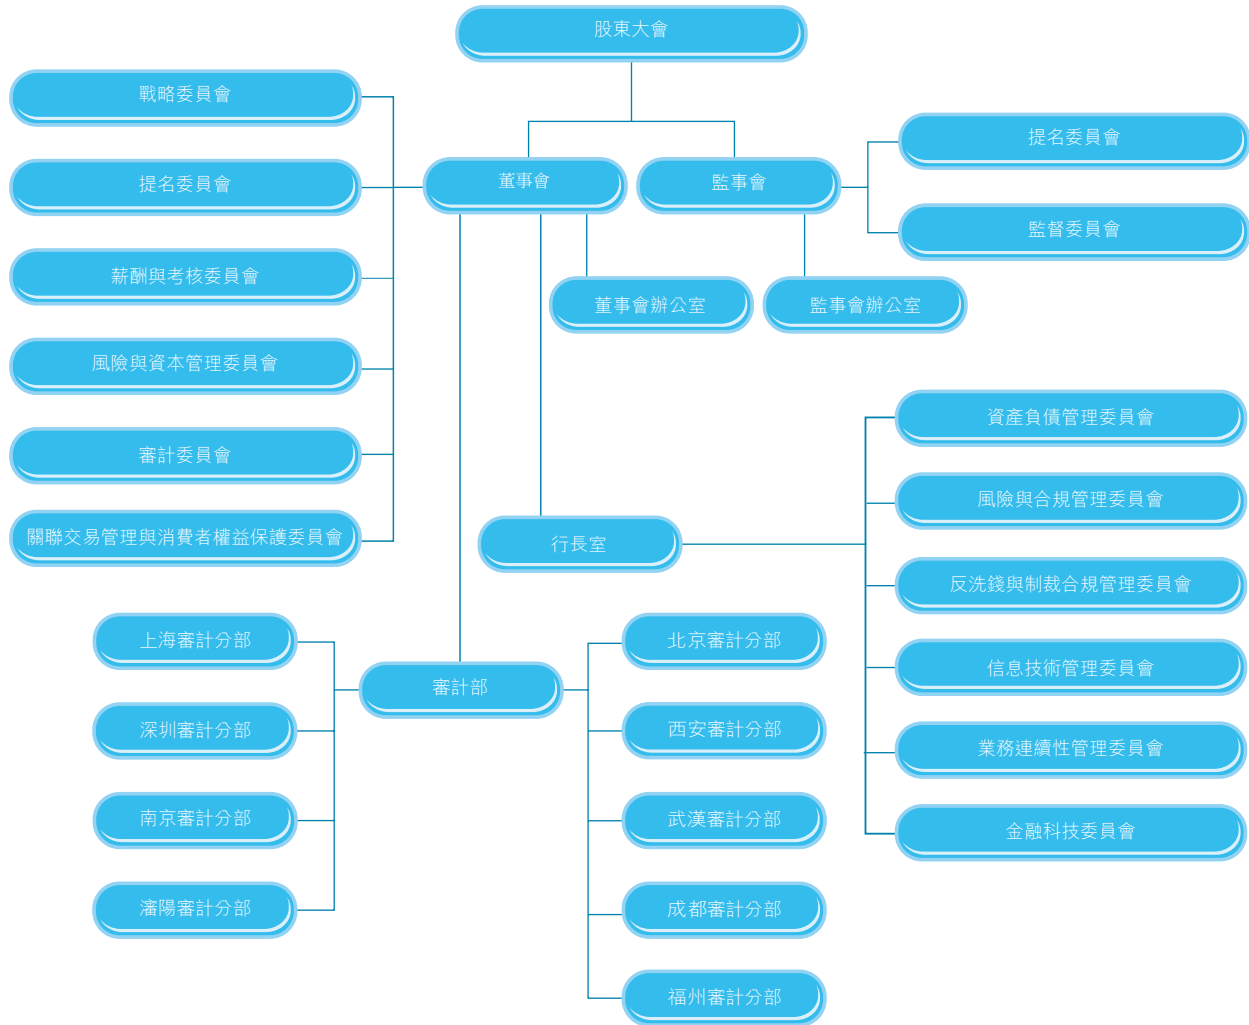 股東大會
戰略委員會
提名委員會
薪酬與考核委員會
風險與資本管理委員會
審計委員會
關聯交易管理與消費者權益保護委員會
董事會
監事會
提名委員會
監督委員會
董事會辦公室
監事會辦公室
行長室
資產負債管理委員會
風險與合規管理委員會
反洗錢與制裁合規管理委員會
信息技術管理委員會
業務連續性管理委員會
金融科技委員會
審計部
上海審計分部
深圳審計分部
南京審計分部
瀋陽審計分部
北京審計分部
西安審計分部
武漢審計分部
成都審計分部
福州審計分部